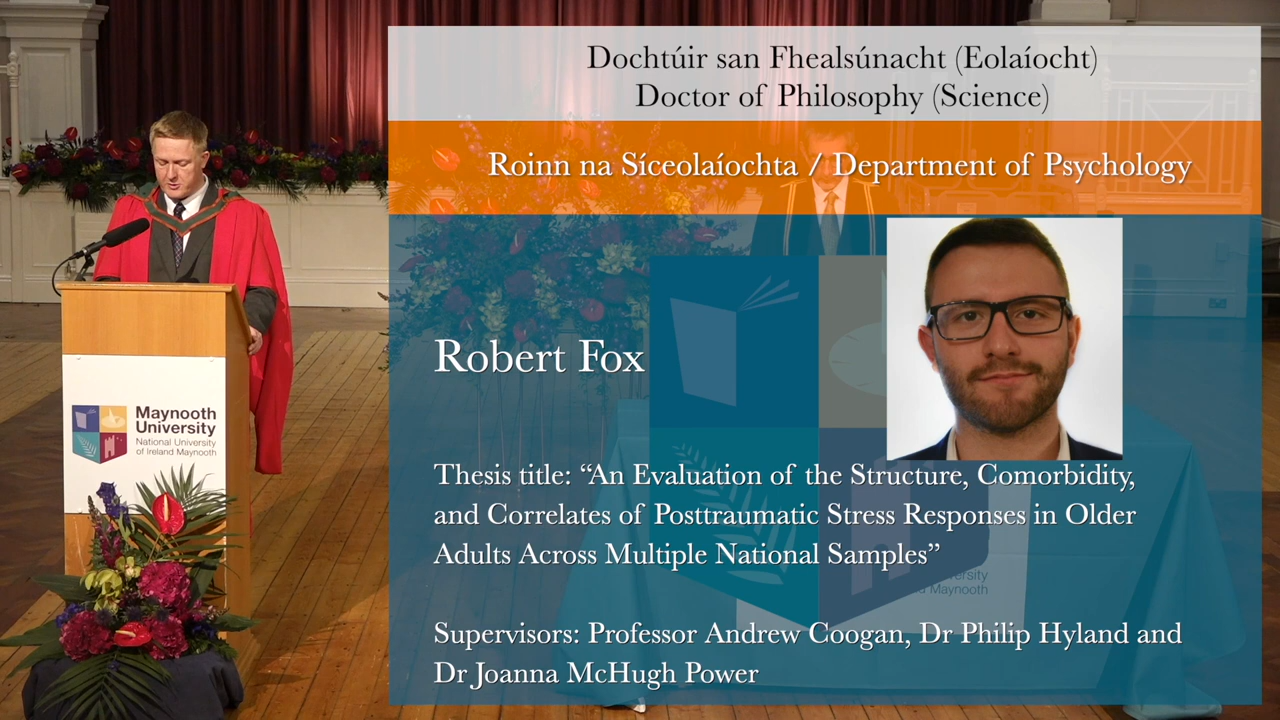 Dochtúir san Fhealsúnacht (Eolaíocht)
Doctor of Philosophy (Science)
Roinn na Síceolaíochta / Department of Psychology
Robert Fox
Thesis title: “An Evaluation of the Structure, Comorbidity,
and Correlates of Posttraumatic Stress Responses in Older
Adults Across Multiple National Samples”
Supervisors: Professor Andrew Coogan, Dr Philip Hyland and
Dr Joanna McHugh Power
Maynooth
University
National University
of Ireland Maynooth
Maynooth